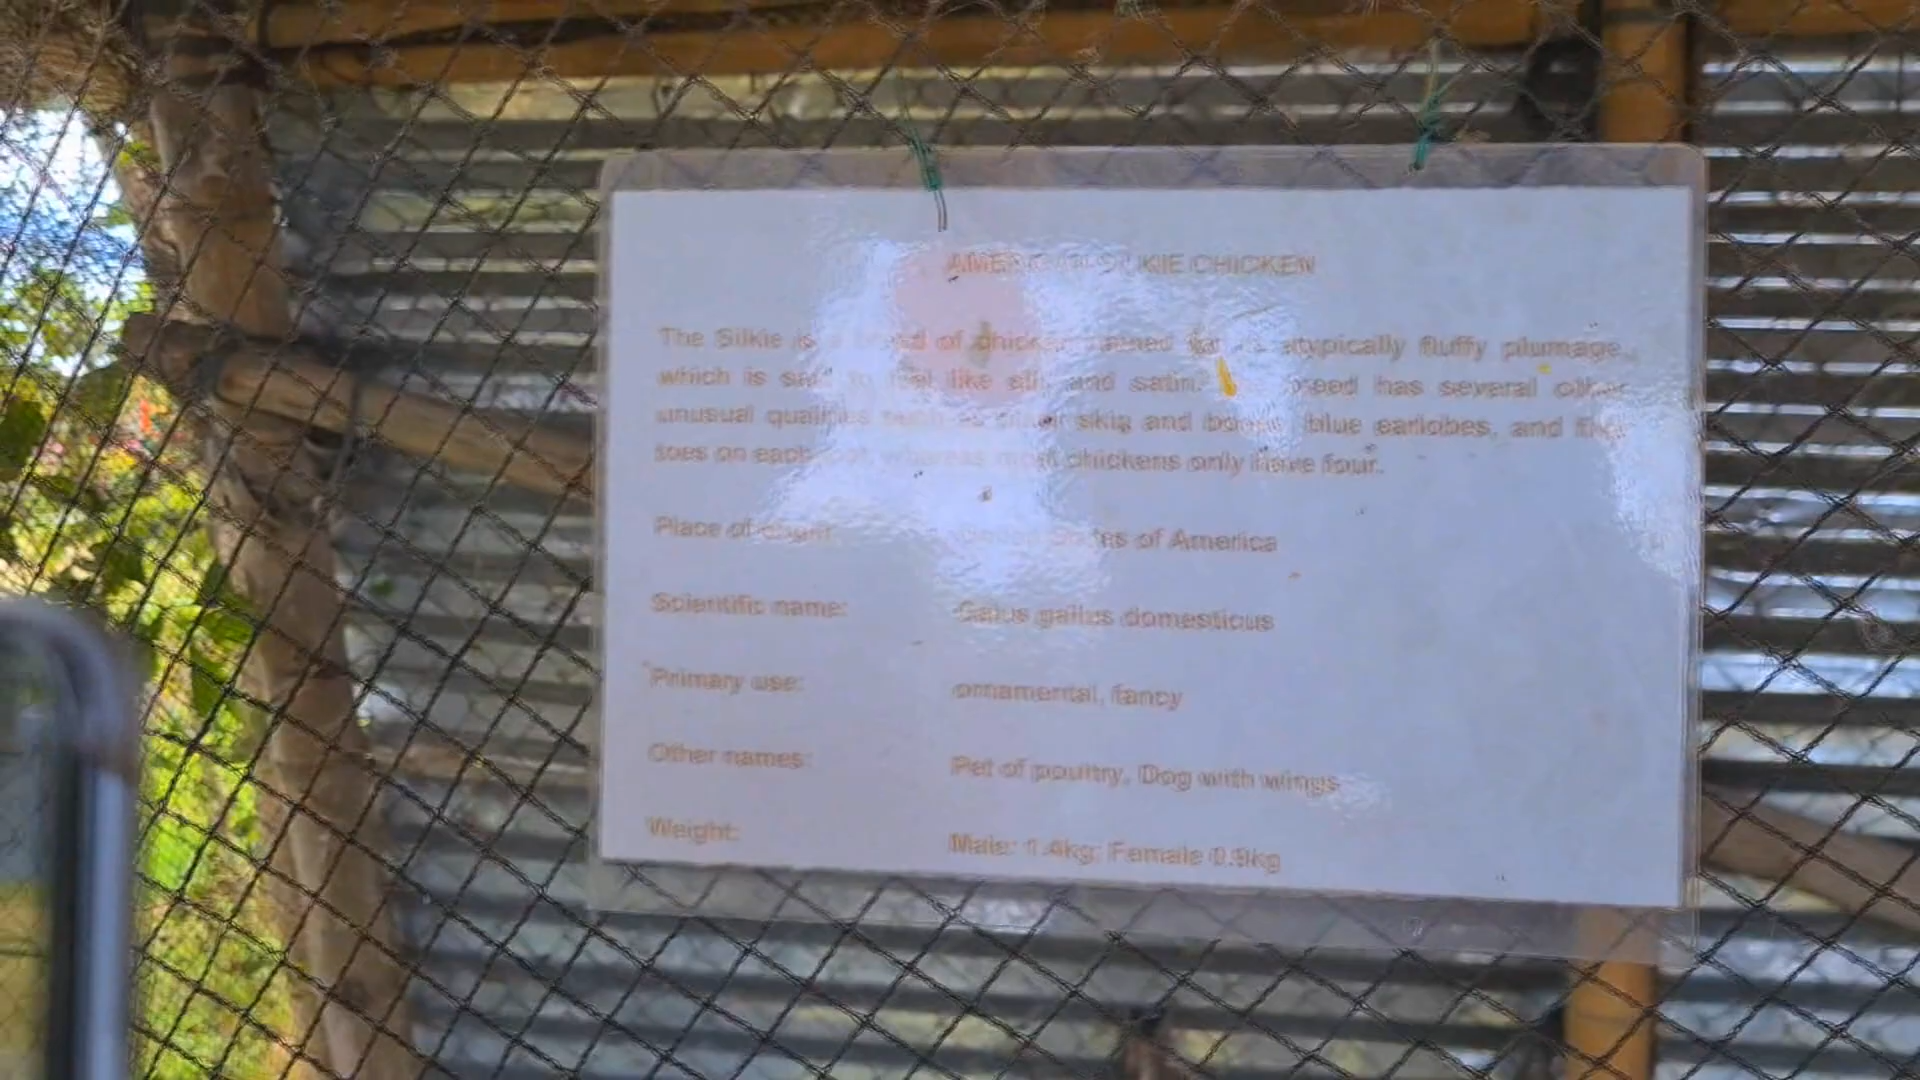 AMERICAN SILKIE CHICKEN
The Silkie is a breed of chicken named for its atypically fluffy plumage,
which is said to feel like silk and satin. The breed has several other
unusual qualities such as black skin and bones, blue earlobes, and five
toes on each foot, whereas most chickens only have four.
Place of origin: United States of America
Scientific name: Galus gallus domesticus
Primary use: ornamental, fancy
Other names: Pet of poultry, Dog with wings
Weight: Male: 1.4kg; Female 0.9kg